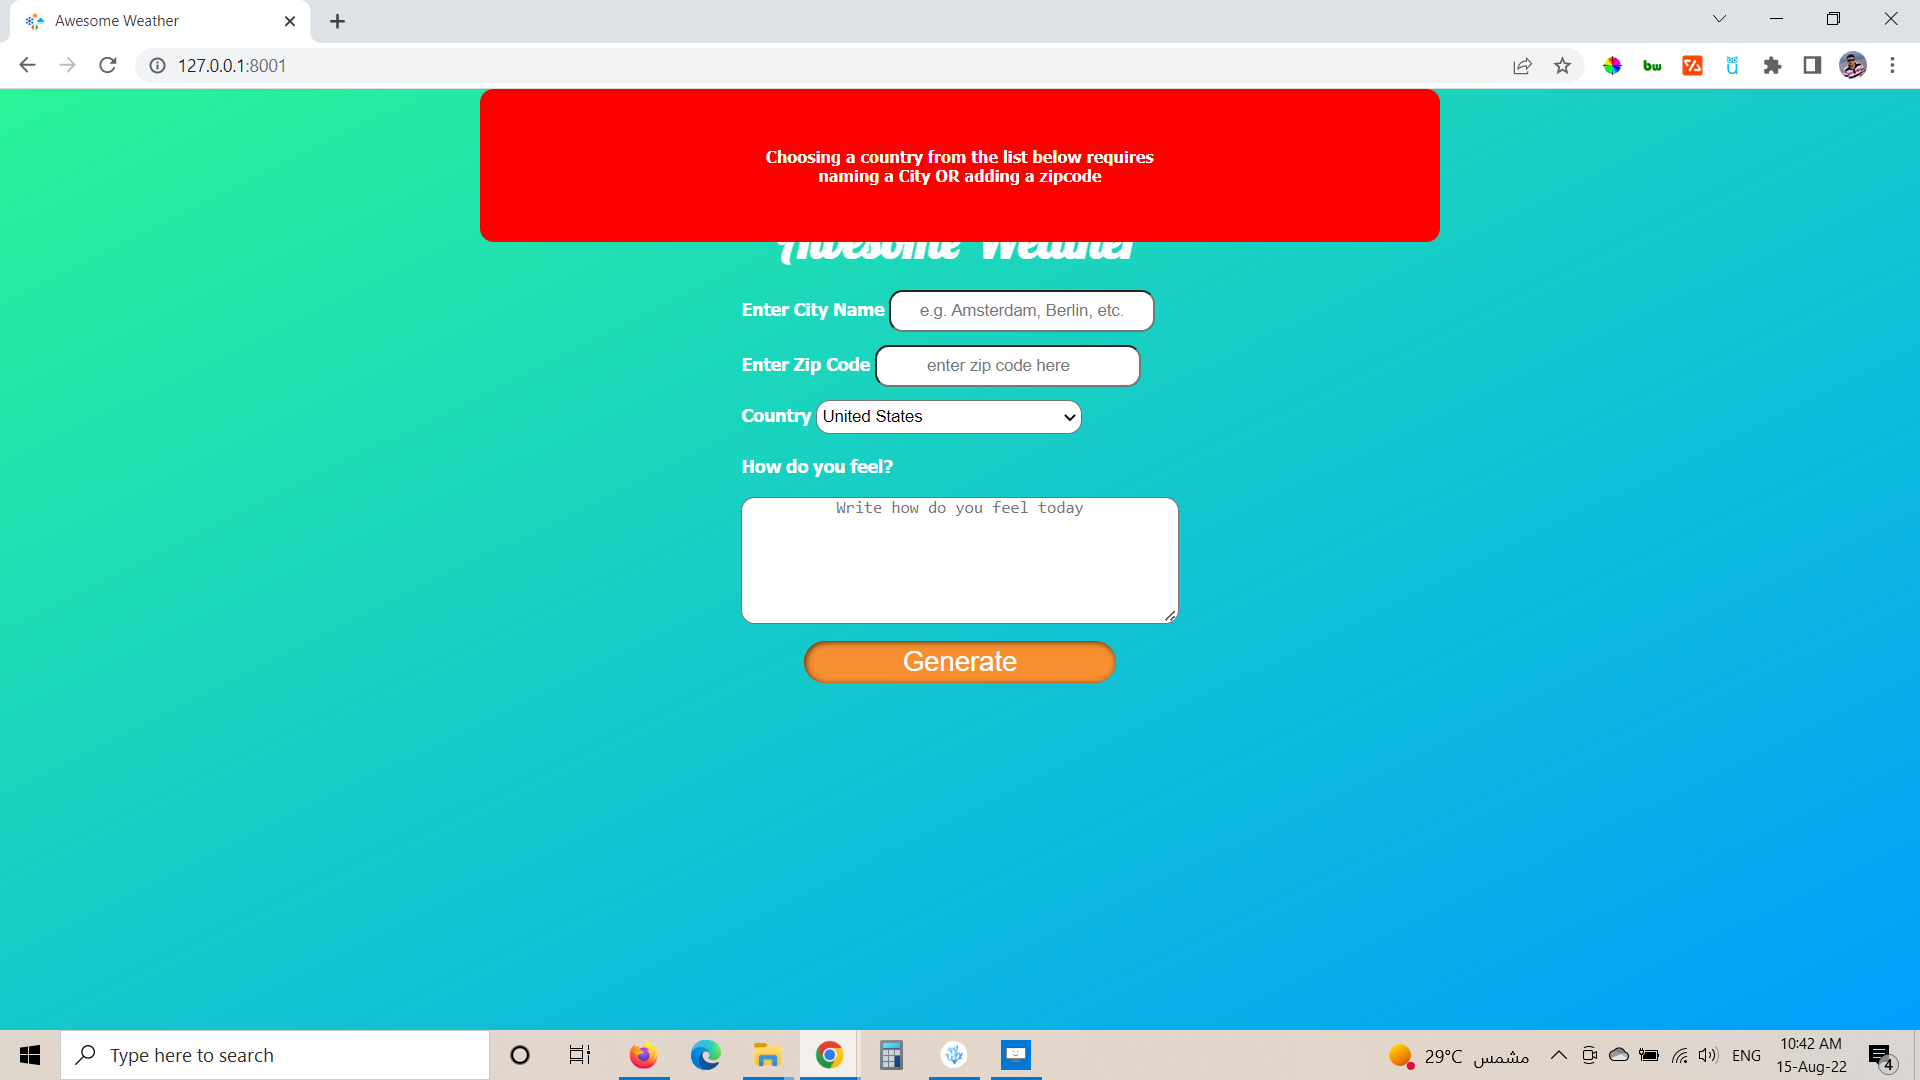 Awesome Weather
127.0.0.1:8001
Choosing a country from the list below requires
naming a City OR adding a zipcode
Awesome Weather
Enter City Name e.g. Amsterdam, Berlin, etc.
Enter Zip Code enter zip code here
Country United States
How do you feel?
Write how do you feel today
Generate
Type here to search
29°C مشمس
ENG
10:42 AM
15-Aug-22
4
bw